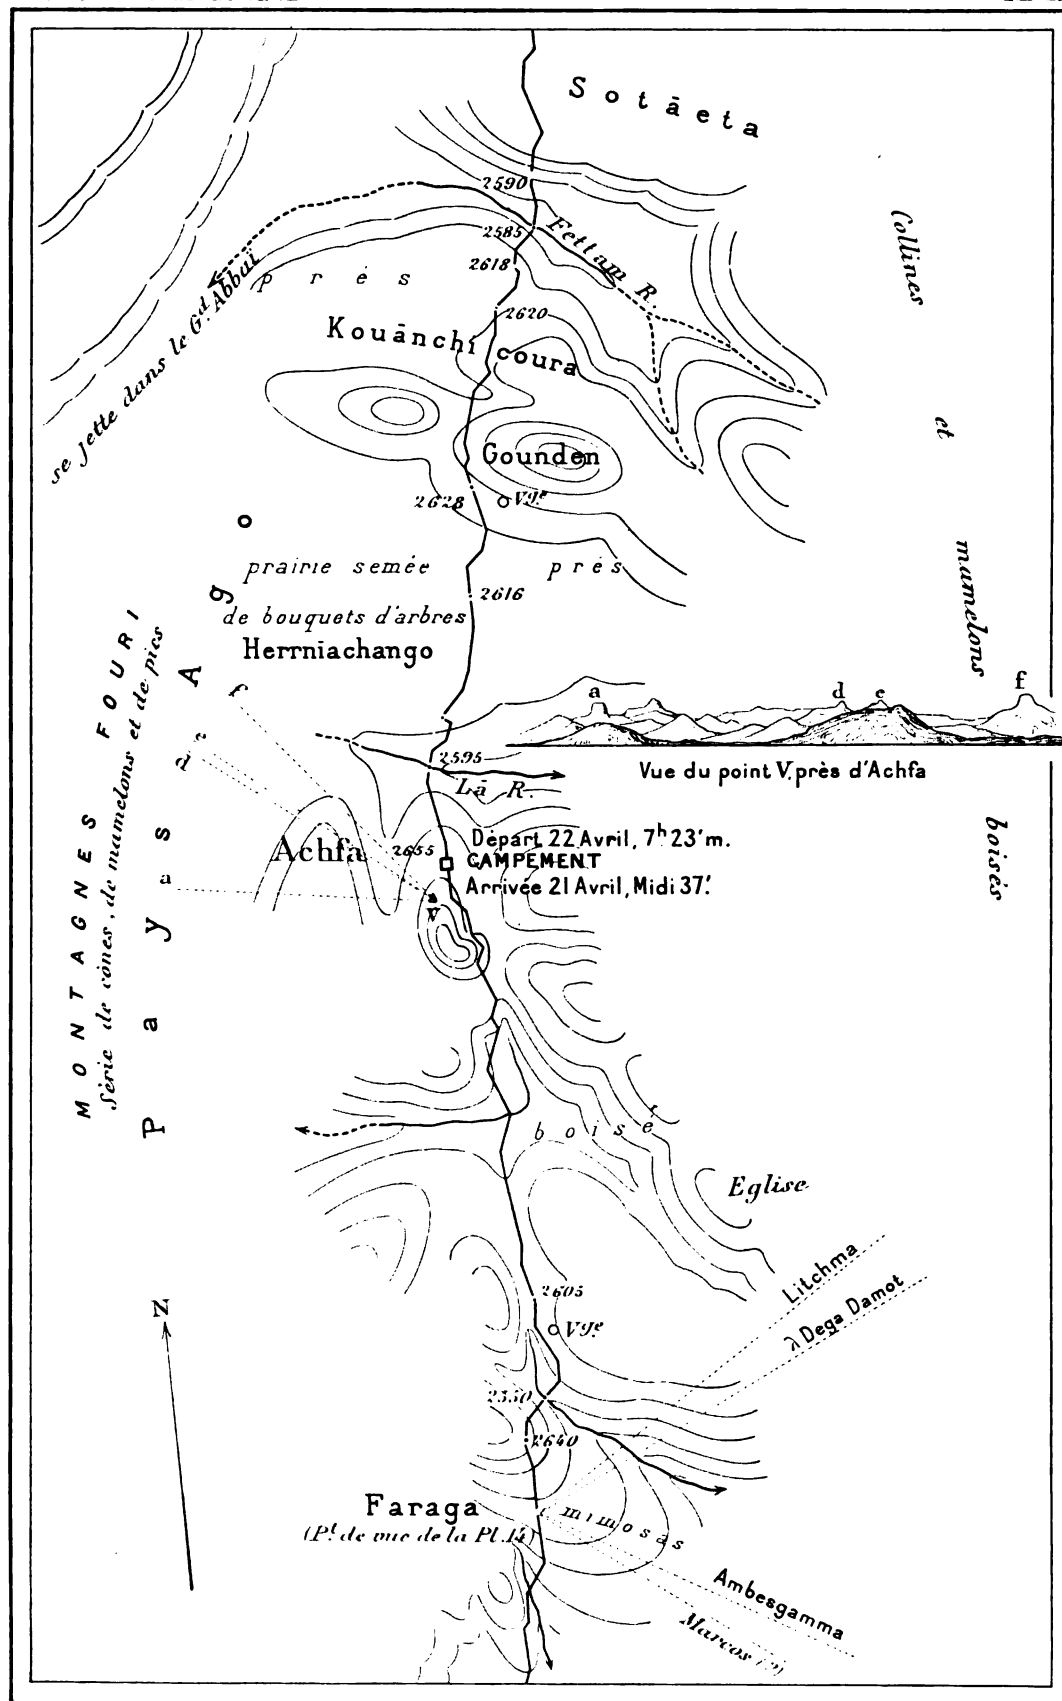 Sotāeta
2590
Fettam R.
2585
2618
prés
se jette dans le Gd. Abbaï
2620
Kouānchi coura
Collines et mamelons boisés
Gounden
2628
Vge
prairie semée
prés
de bouquets d'arbres
2616
Herrniachango
Pays Ago
MONTAGNES FOURI
Série de cônes, de mamelons et de pics
f
e
d
a
a d e f
Vue du point V. près d'Achfa
2595
Lā R.
Achfa
2655
Départ 22 Avril, 7h 23' m.
CAMPEMENT
Arrivée 21 Avril, Midi 37'.
V
boisé
Eglise
Litchma
λ Dega Damot
N
2605
Vge
2550
2640
Faraga
(Pt. de vue de la Pl. 14)
mimosas
Ambesgamma
Marcos (?)